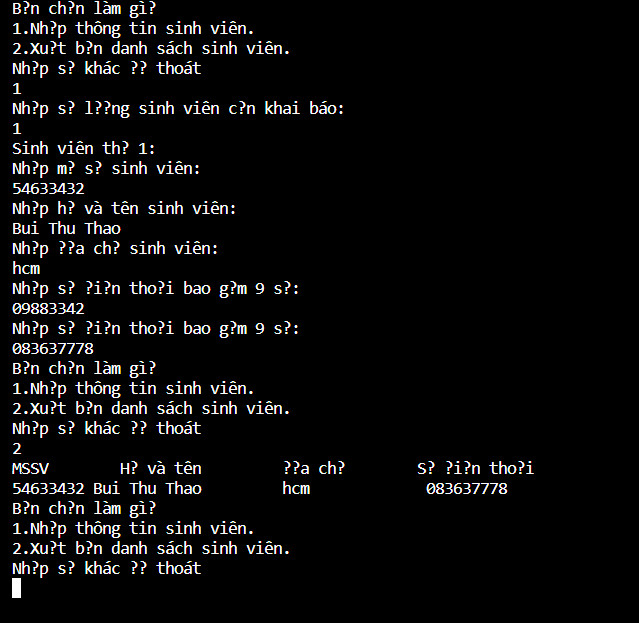 B?n ch?n làm gì?
1.Nh?p thông tin sinh viên.
2.Xu?t b?n danh sách sinh viên.
Nh?p s? khác ?? thoát
1
Nh?p s? l??ng sinh viên c?n khai báo:
1
Sinh viên th? 1:
Nh?p m? s? sinh viên:
54633432
Nh?p h? và tên sinh viên:
Bui Thu Thao
Nh?p ??a ch? sinh viên:
hcm
Nh?p s? ?i?n tho?i bao g?m 9 s?:
09883342
Nh?p s? ?i?n tho?i bao g?m 9 s?:
083637778
B?n ch?n làm gì?
1.Nh?p thông tin sinh viên.
2.Xu?t b?n danh sách sinh viên.
Nh?p s? khác ?? thoát
2
MSSV H? và tên ??a ch? S? ?i?n tho?i
54633432 Bui Thu Thao hcm 083637778
B?n ch?n làm gì?
1.Nh?p thông tin sinh viên.
2.Xu?t b?n danh sách sinh viên.
Nh?p s? khác ?? thoát